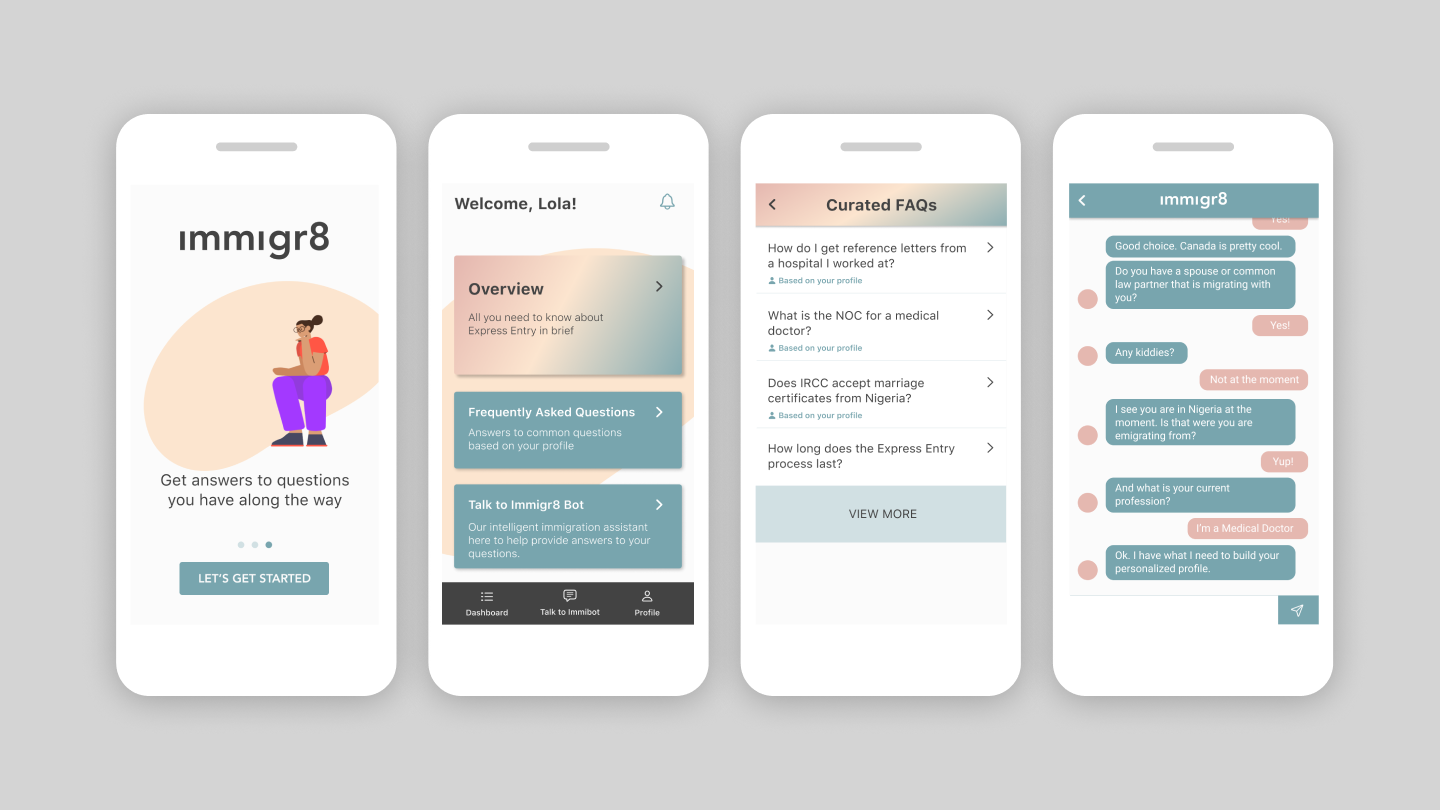 ımmıgr8
Get answers to questions
you have along the way
LET'S GET STARTED
Welcome, Lola!
Overview
All you need to know about
Express Entry in brief
Frequently Asked Questions
Answers to common questions
based on your profile
Talk to Immigr8 Bot
Our intelligent immigration assistant
here to help provide answers to your
questions.
Dashboard
Talk to Immibot
Profile
Curated FAQs
How do I get reference letters from
a hospital I worked at?
Based on your profile
What is the NOC for a medical
doctor?
Based on your profile
Does IRCC accept marriage
certificates from Nigeria?
Based on your profile
How long does the Express Entry
process last?
VIEW MORE
ımmıgr8
Yes!
Good choice. Canada is pretty cool.
Do you have a spouse or common
law partner that is migrating with
you?
Yes!
Any kiddies?
Not at the moment
I see you are in Nigeria at the
moment. Is that were you are
emigrating from?
Yup!
And what is your current
profession?
I'm a Medical Doctor
Ok. I have what I need to build your
personalized profile.